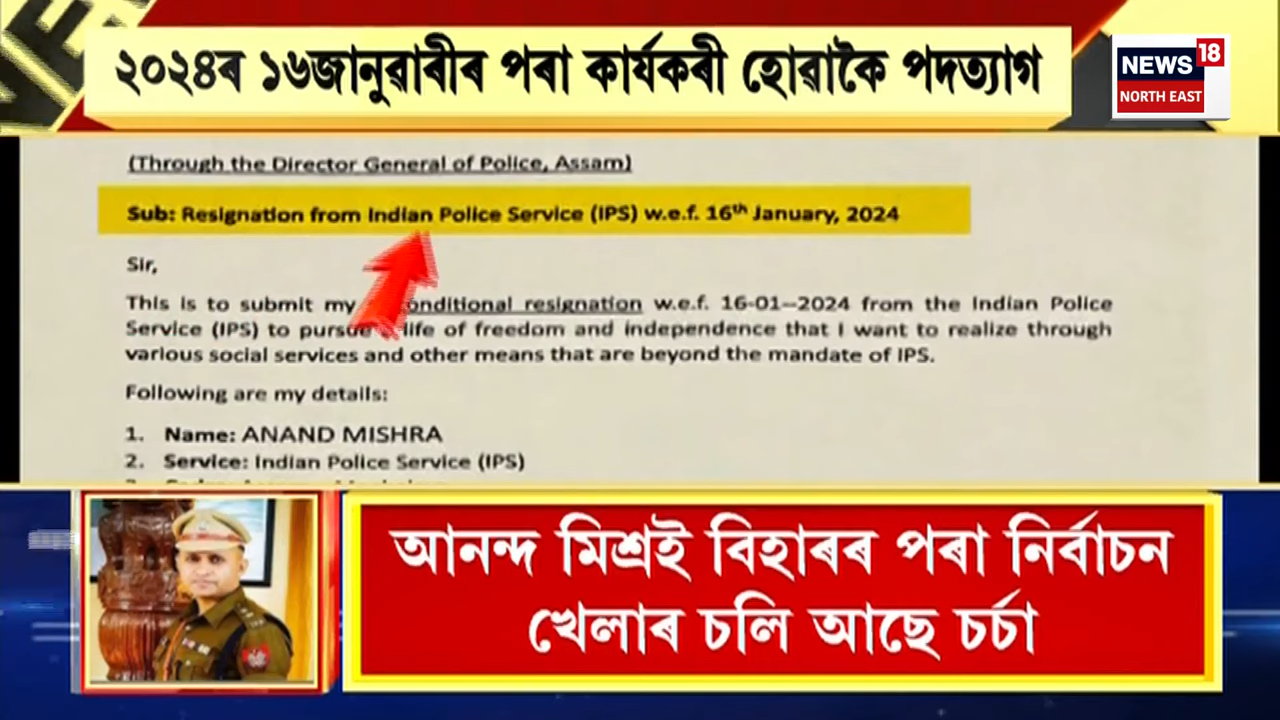 ২০২৪ৰ ১৬জানুৱাৰীৰ পৰা কাৰ্যকৰী হোৱাকৈ পদত্যাগ
NEWS 18
NORTH EAST
(Through the Director General of Police, Assam)
Sub: Resignation from Indian Police Service (IPS) w.e.f. 16th January, 2024
Sir,
This is to submit my onditional resignation w.e.f. 16-01--2024 from the Indian Police
Service (IPS) to pursue a life of freedom and independence that I want to realize through
various social services and other means that are beyond the mandate of IPS.
Following are my details:
1. Name: ANAND MISHRA
2. Service: Indian Police Service (IPS)
আনন্দ মিশ্ৰই বিহাৰৰ পৰা নিৰ্বাচন
খেলাৰ চলি আছে চৰ্চা